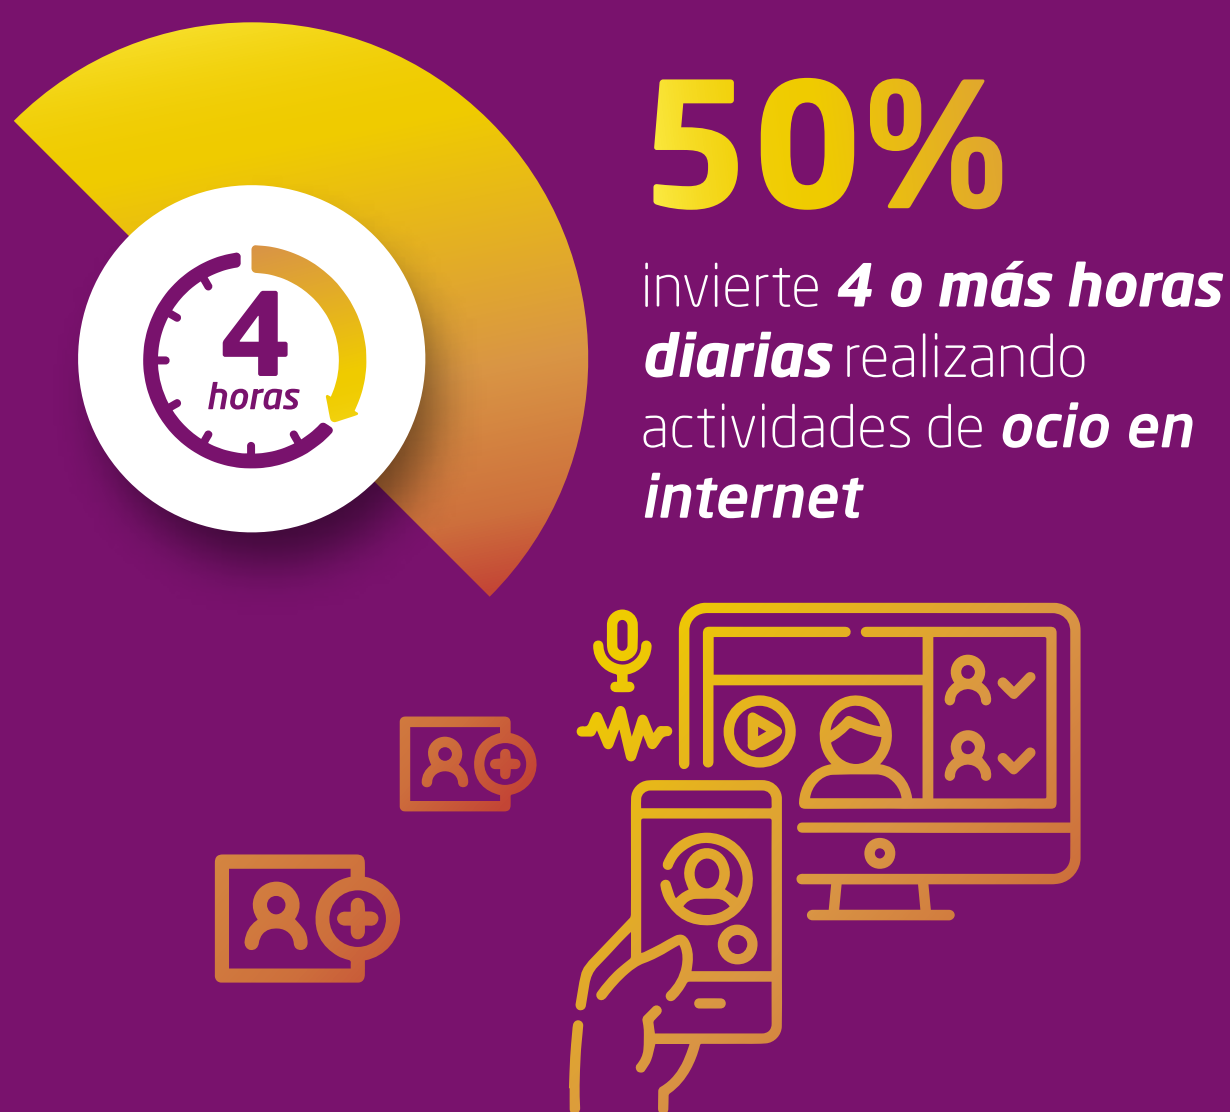 4
horas
50%
invierte 4 o más horas
diarias realizando
actividades de ocio en
internet